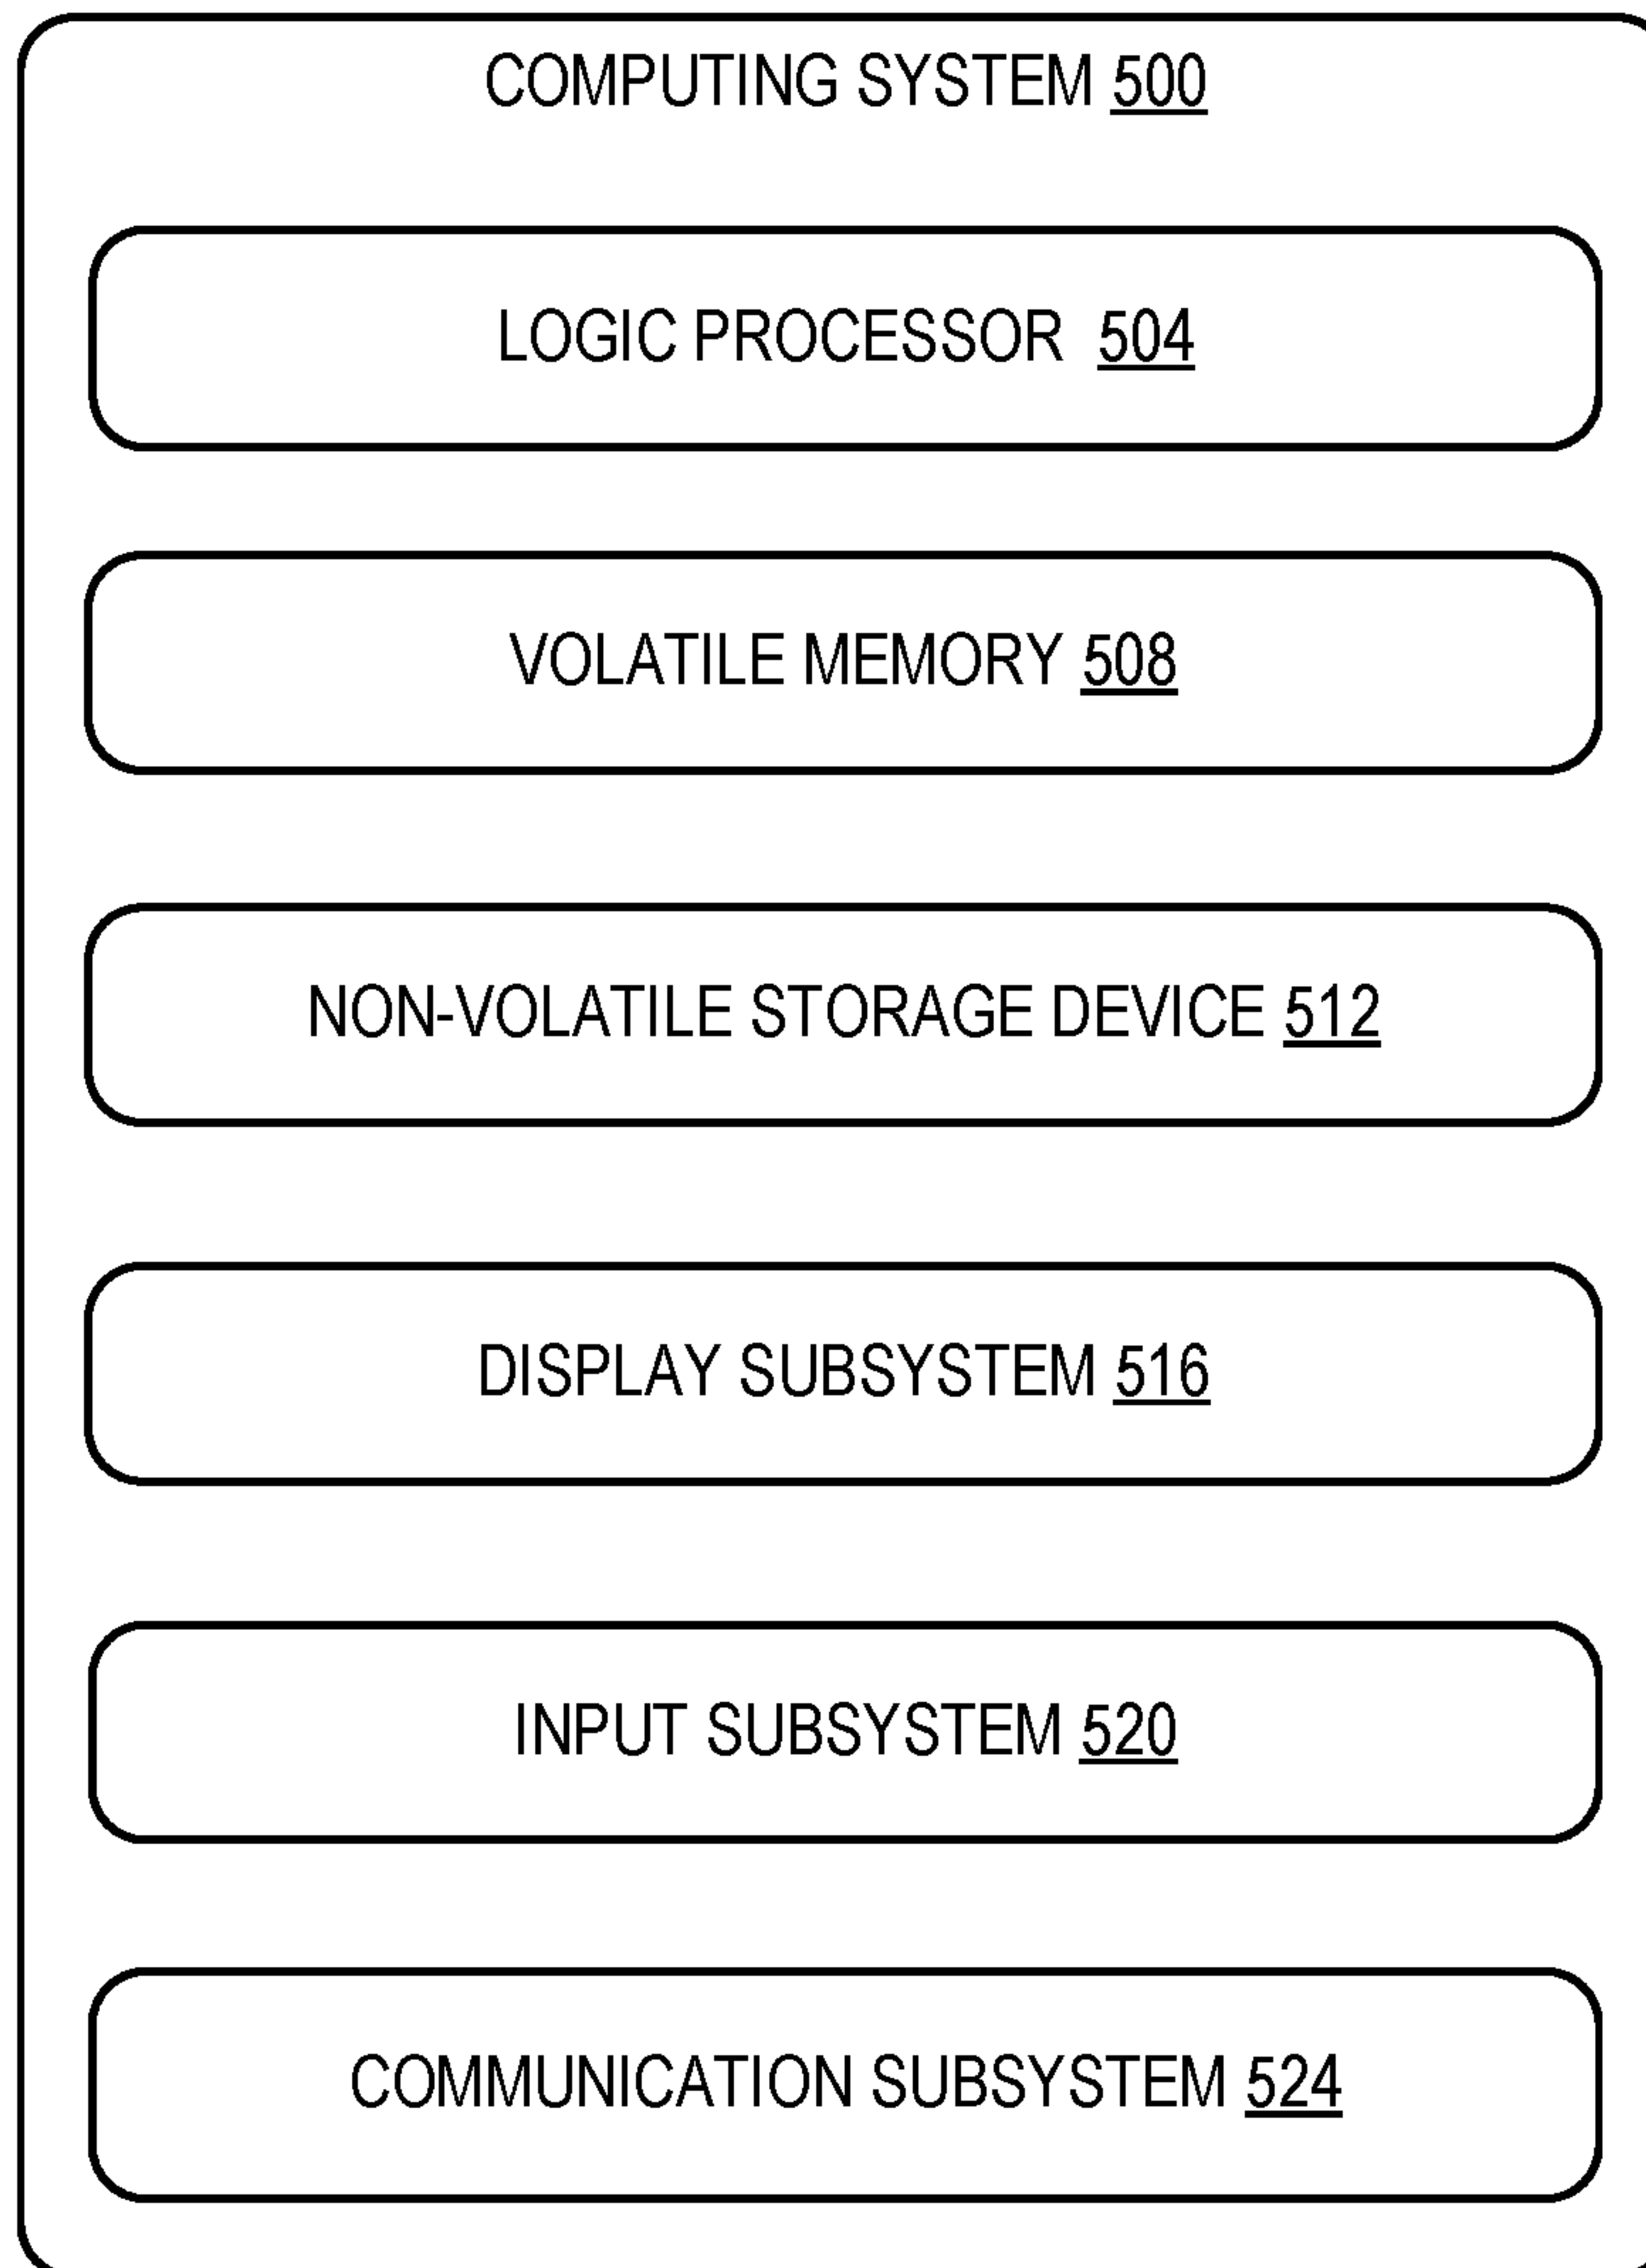 COMPUTING SYSTEM 500
LOGIC PROCESSOR 504
VOLATILE MEMORY 508
NON-VOLATILE STORAGE DEVICE 512
DISPLAY SUBSYSTEM 516
INPUT SUBSYSTEM 520
COMMUNICATION SUBSYSTEM 524